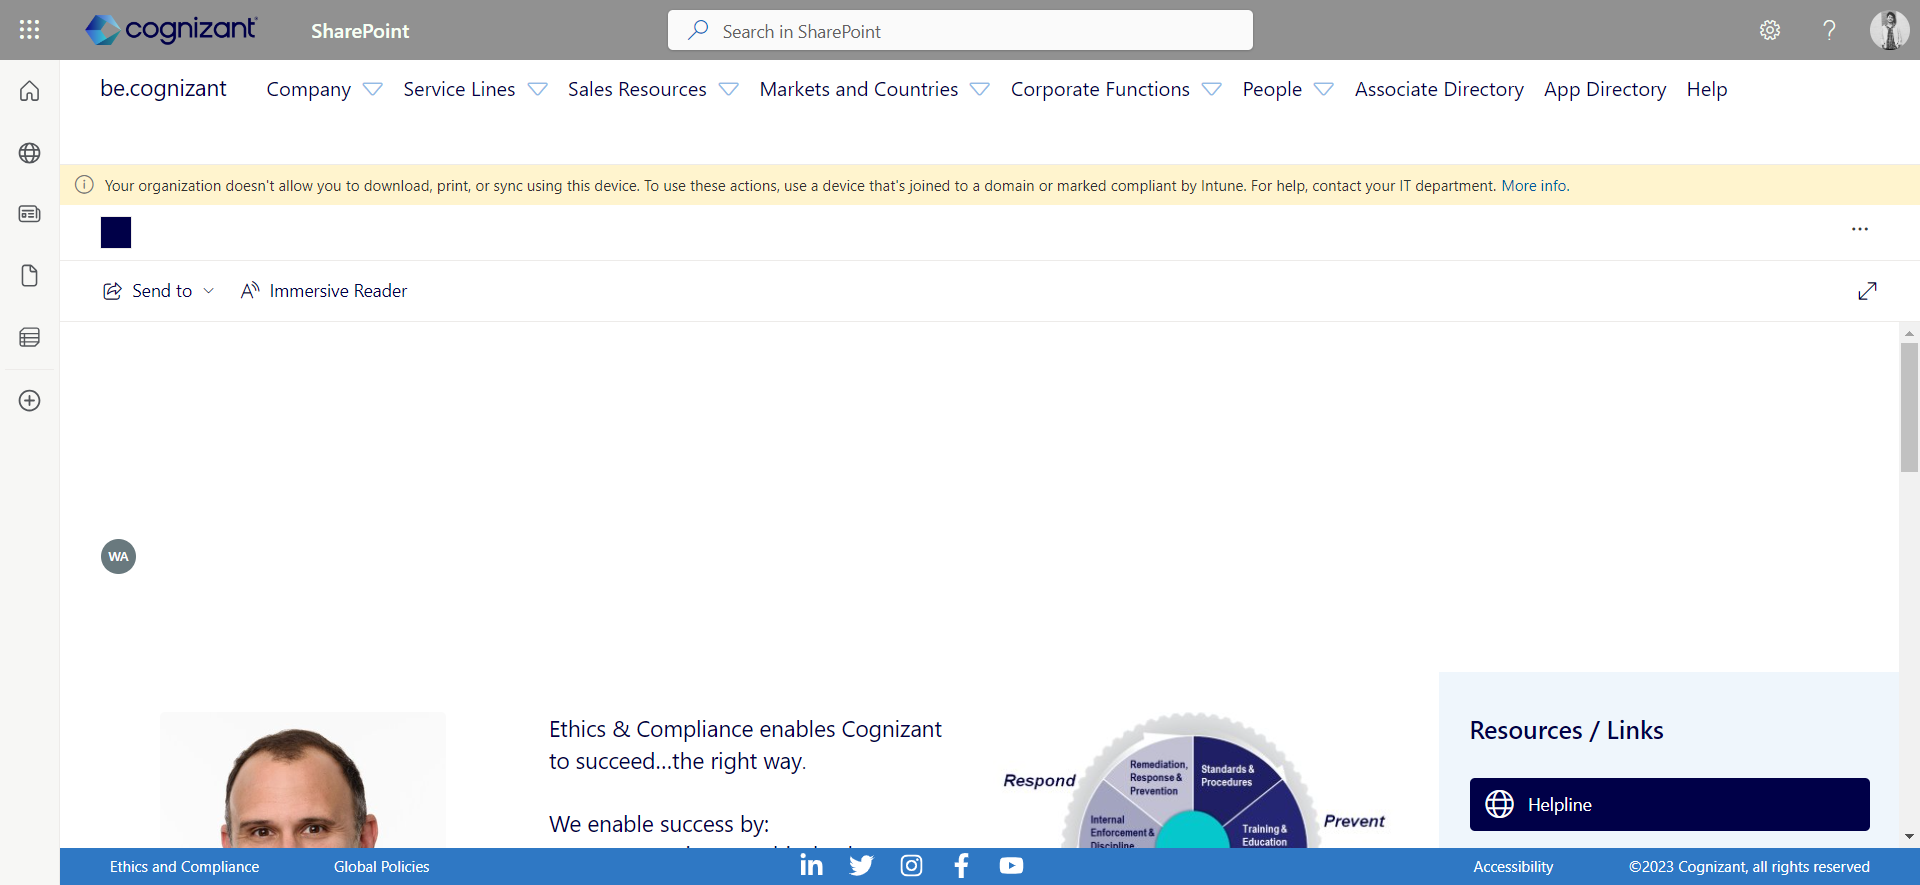 cognizant
SharePoint
Search in SharePoint
be.cognizant
Company
Service Lines
Sales Resources
Markets and Countries
Corporate Functions
People
Associate Directory
App Directory
Help
Your organization doesn't allow you to download, print, or sync using this device. To use these actions, use a device that's joined to a domain or marked compliant by Intune. For help, contact your IT department. More info.
Send to
Immersive Reader
WA
Ethics & Compliance enables Cognizant
to succeed...the right way.
We enable success by:
Respond
Prevent
Remediation,
Response &
Prevention
Standards &
Procedures
Internal
Enforcement &
Discipline
Training &
Education
Resources / Links
Helpline
Ethics and Compliance
Global Policies
Accessibility
©2023 Cognizant, all rights reserved